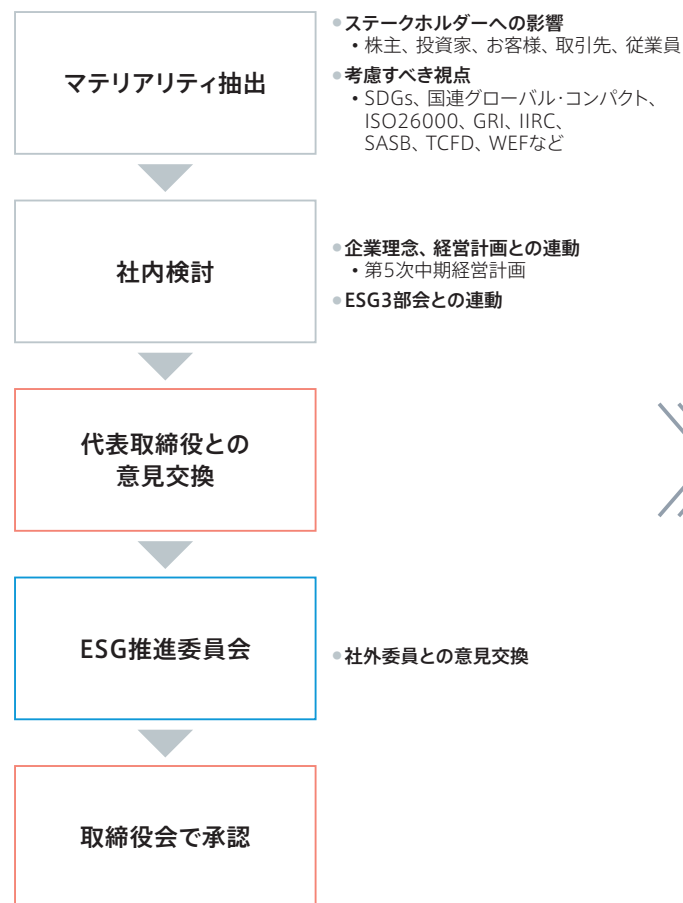 マテリアリティ抽出
•ステークホルダーへの影響
・株主、投資家、お客様、取引先、従業員
•考慮すべき視点
・SDGs、国連グローバル・コンパクト、
ISO26000、GRI、IIRC、
SASB、TCFD、WEFなど
社内検討
•企業理念、経営計画との連動
・第5次中期経営計画
•ESG3部会との連動
代表取締役との
意見交換
ESG推進委員会
•社外委員との意見交換
取締役会で承認